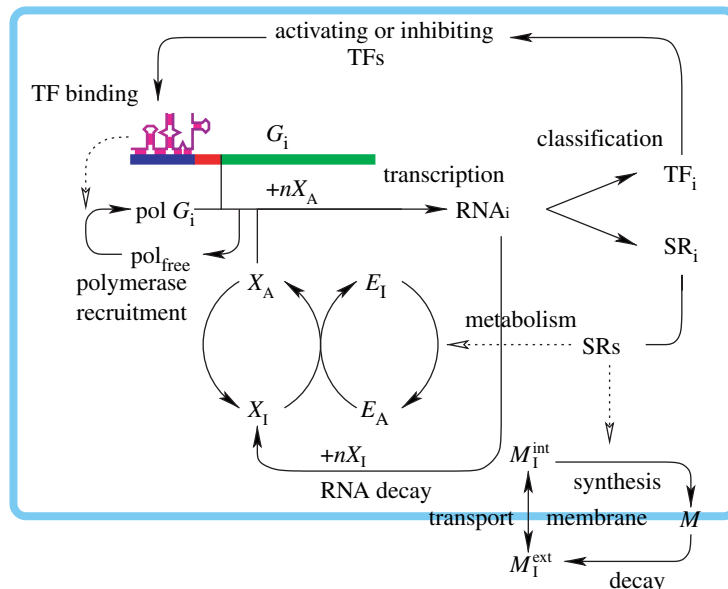 activating or inhibiting
TFs
TF binding
G_i
classification
+nX_A
transcription
TF_i
pol G_i
RNA_i
pol_free
SR_i
polymerase
recruitment
X_A
E_I
metabolism
SRs
X_I
E_A
+nX_I
RNA decay
M_I^int
synthesis
transport
membrane
M
M_I^ext
decay